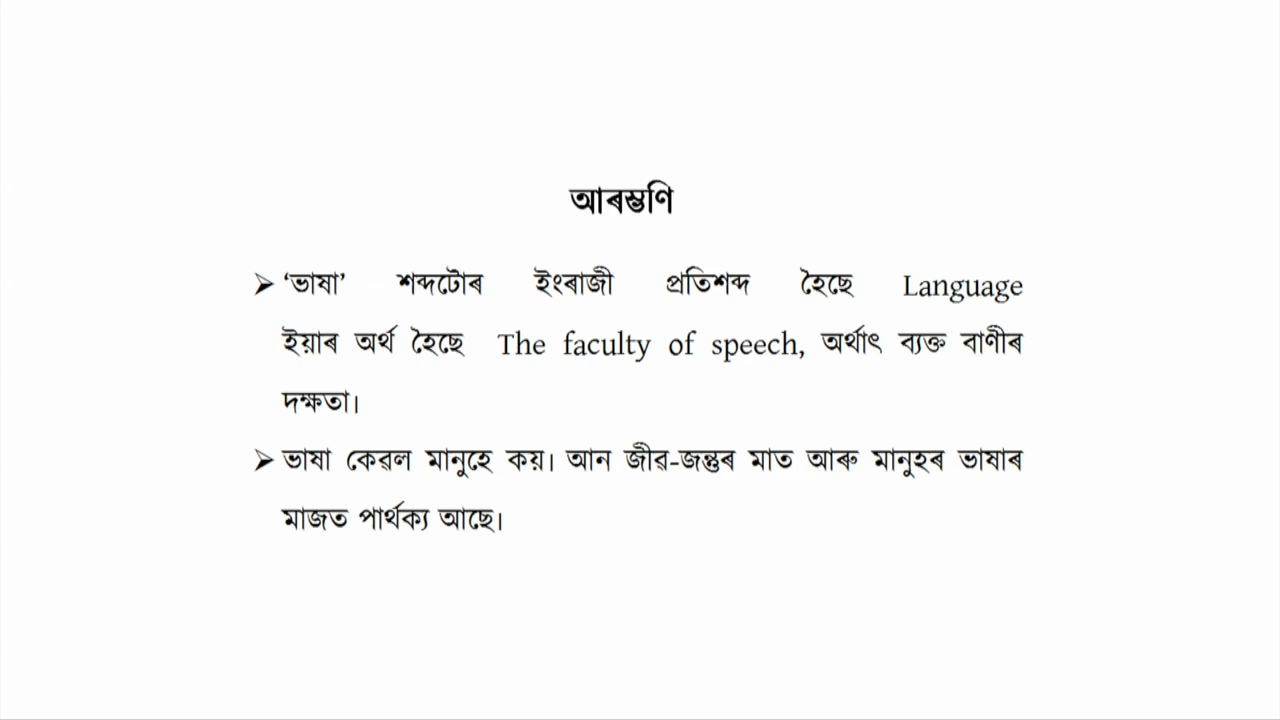 আৰম্ভণি
➤ ‘ভাষা’ শব্দটোৰ ইংৰাজী প্ৰতিশব্দ হৈছে Language
ইয়াৰ অৰ্থ হৈছে The faculty of speech, অৰ্থাৎ ব্যক্ত বাণীৰ
দক্ষতা।
➤ ভাষা কেৱল মানুহে কয়। আন জীৱ-জন্তুৰ মাত আৰু মানুহৰ ভাষাৰ
মাজত পাৰ্থক্য আছে।